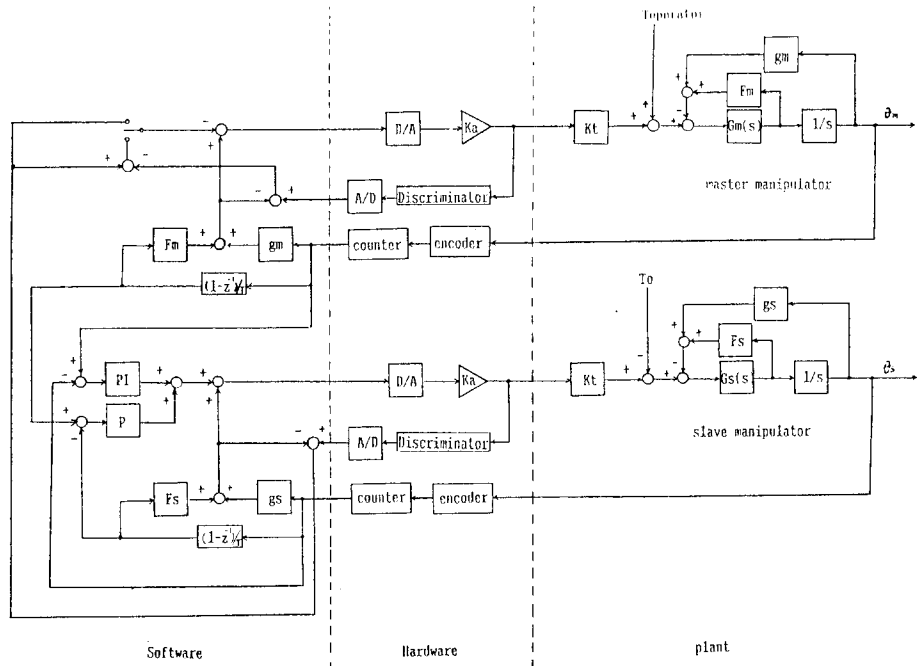 Toperator
gm
Fm
D/A
Ka
Kt
Gm(s)
1/s
θm
A/D
Discriminator
master manipulator
Fm
gm
counter
encoder
(1-z⁻¹)/T
To
gs
Fs
PI
D/A
Ka
Kt
Gs(s
1/s
θs
P
A/D
Discriminator
slave manipulator
Fs
gs
counter
encoder
(1-z⁻¹)/T
Software
Hardware
plant